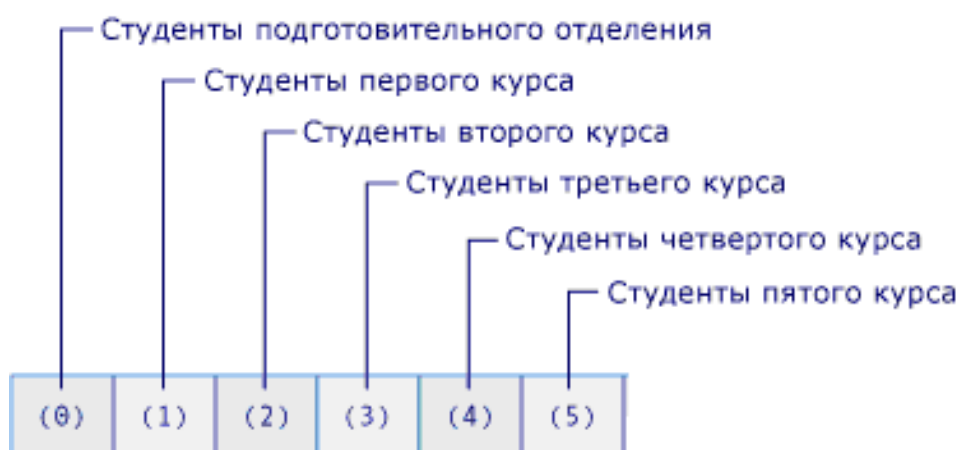 Студенты подготовительного отделения
Студенты первого курса
Студенты второго курса
Студенты третьего курса
Студенты четвертого курса
Студенты пятого курса
(0) (1) (2) (3) (4) (5)